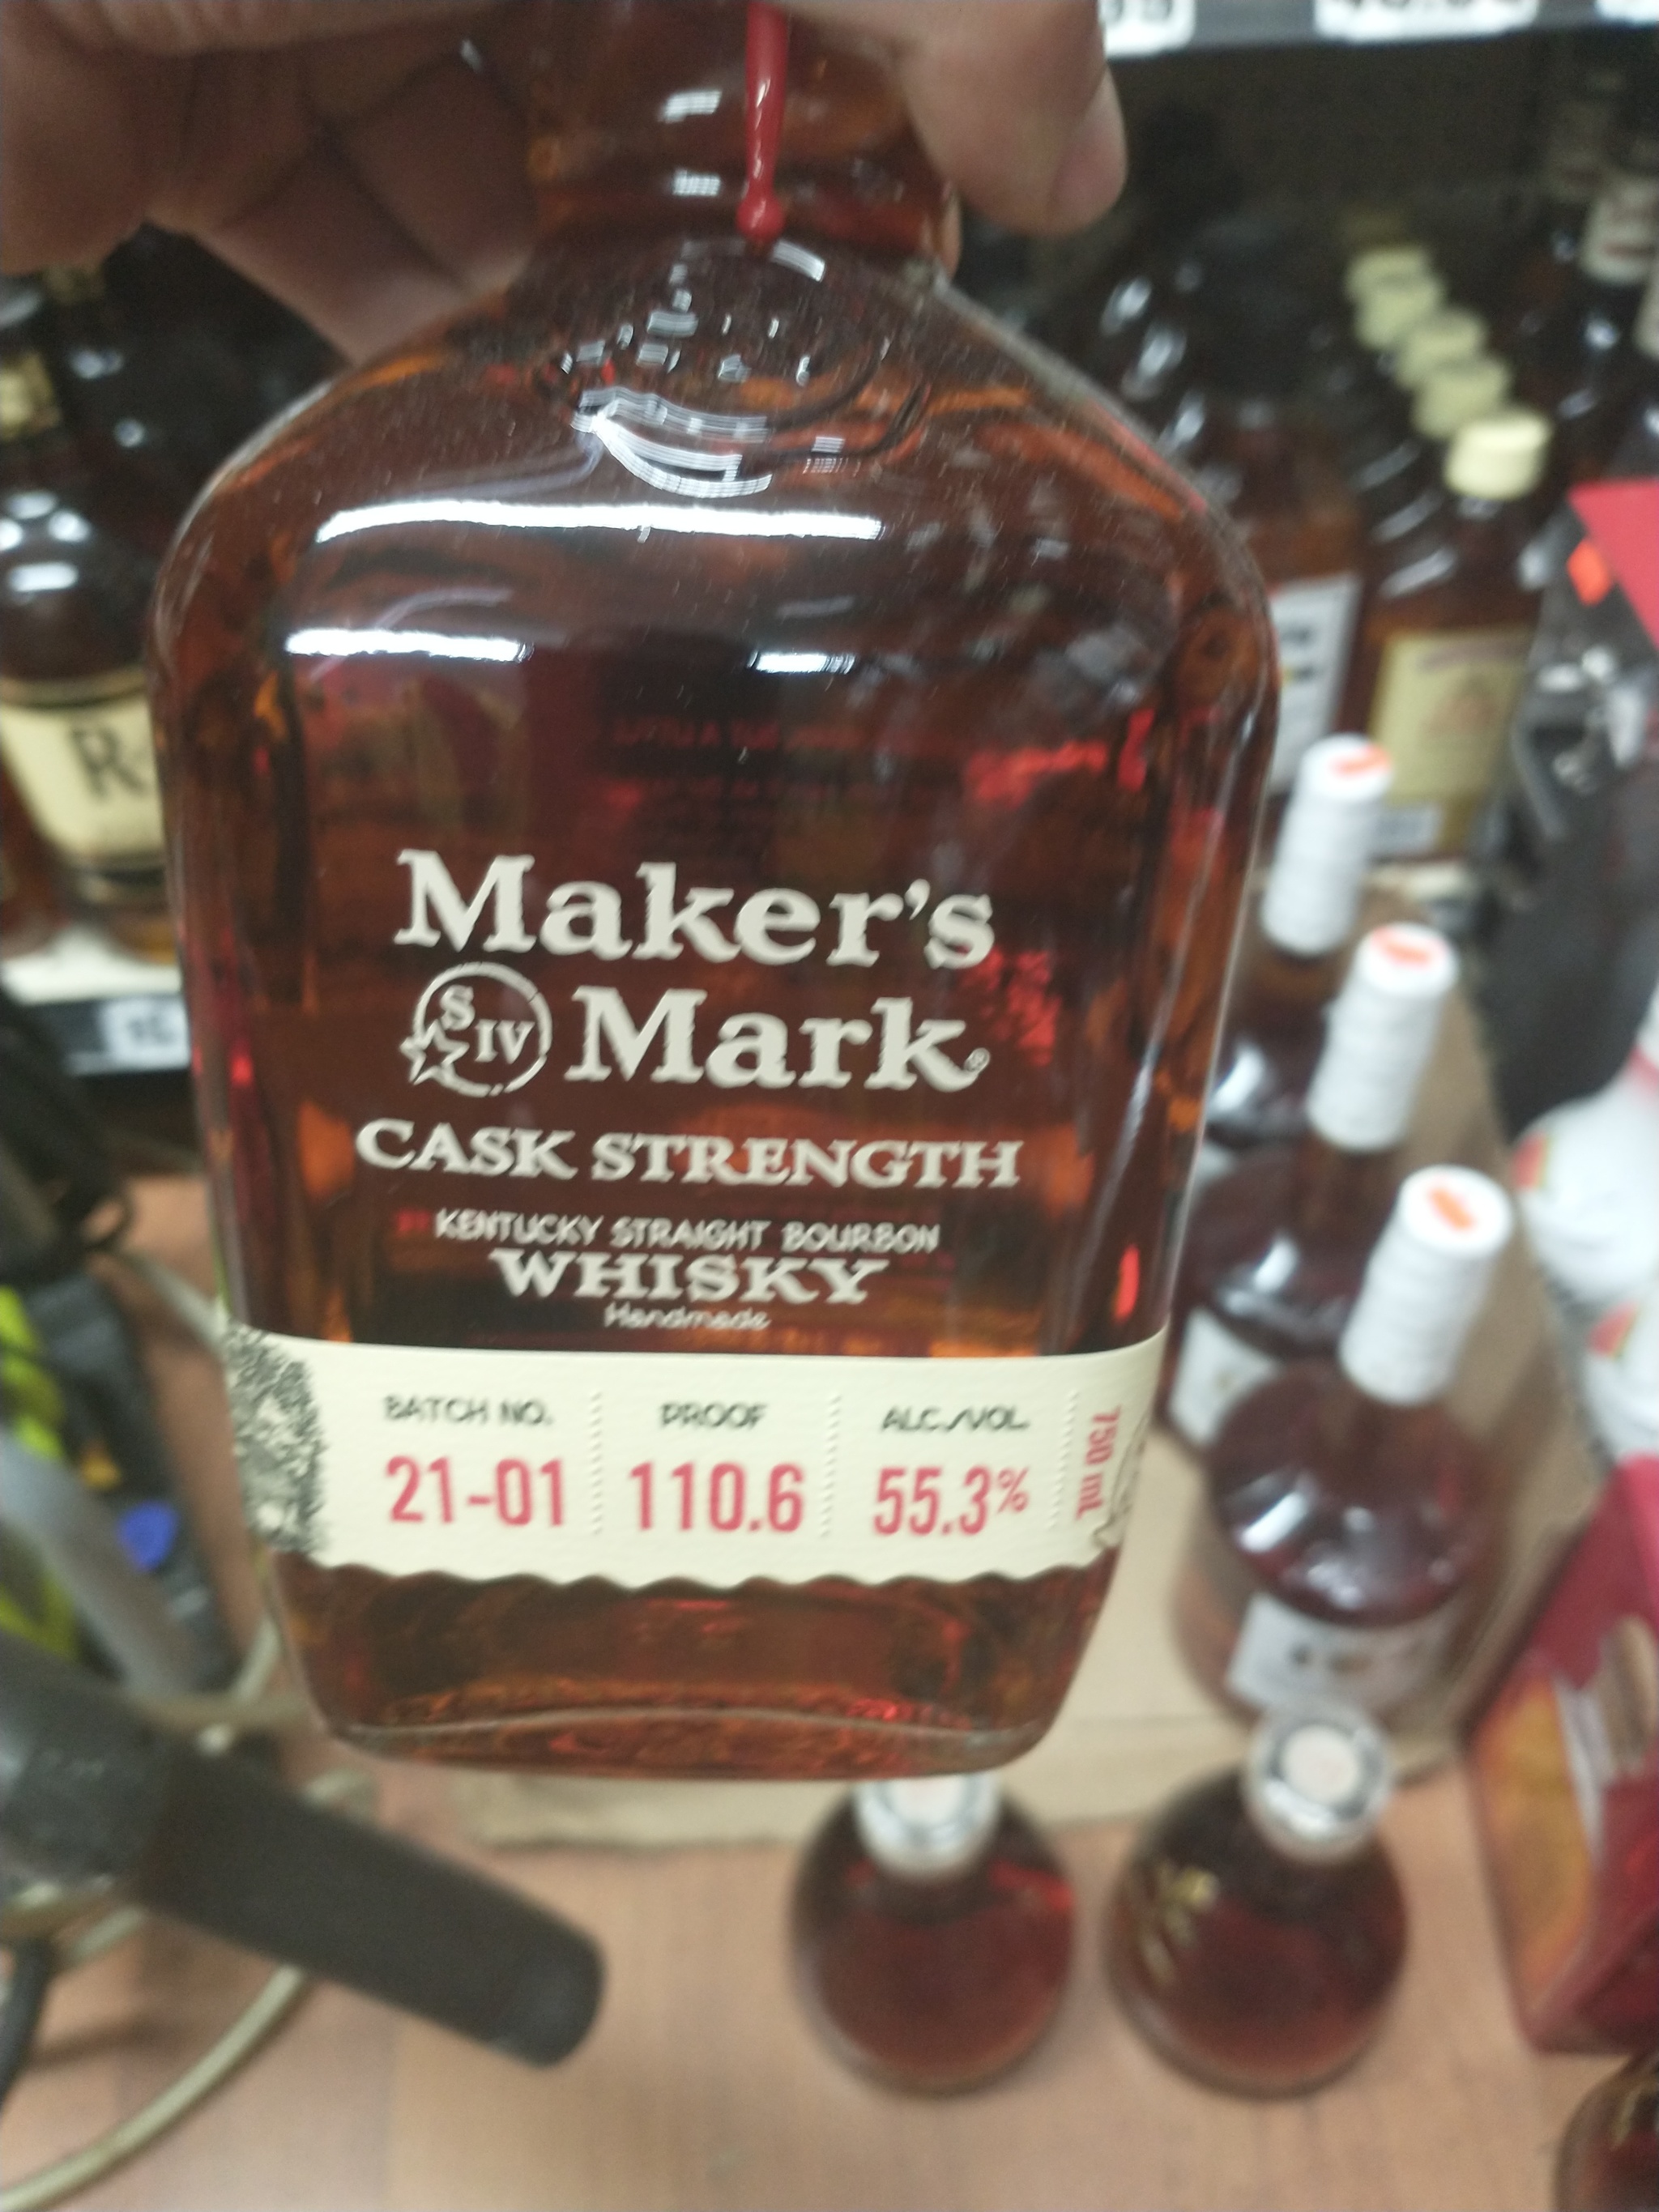 Maker's
S IV Mark®
CASK STRENGTH
KENTUCKY STRAIGHT BOURBON
WHISKY
Handmade
BATCH NO. PROOF ALC./VOL.
21-01 110.6 55.3%
750 mL